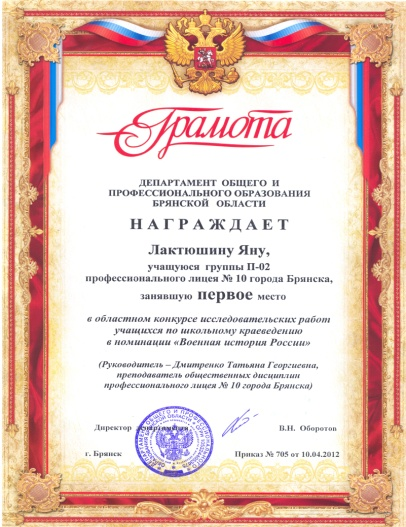 Грамота
ДЕПАРТАМЕНТ ОБЩЕГО И
ПРОФЕССИОНАЛЬНОГО ОБРАЗОВАНИЯ
БРЯНСКОЙ ОБЛАСТИ
НАГРАЖДАЕТ
Лактюшину Яну,
учащуюся группы П-02
профессионального лицея № 10 города Брянска,
занявшую первое место
в областном конкурсе исследовательских работ
учащихся по школьному краеведению
в номинации «Военная история России»
(Руководитель – Дмитренко Татьяна Георгиевна,
преподаватель общественных дисциплин
профессионального лицея № 10 города Брянска)
Директор департамента В.Н. Оборотов
г. Брянск Приказ № 705 от 10.04.2012